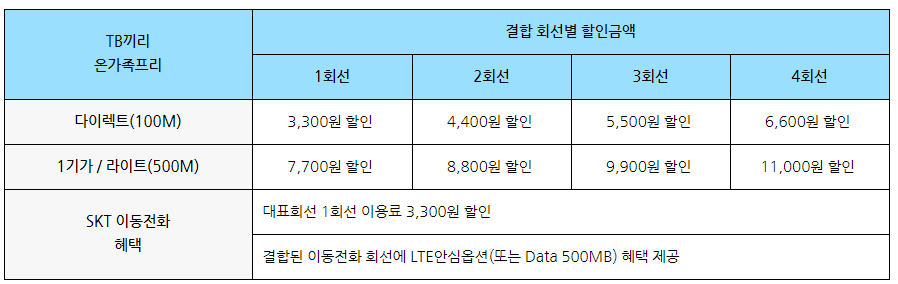 TB끼리
온가족프리
결합 회선별 할인금액
1회선 2회선 3회선 4회선
다이렉트(100M) 3,300원 할인 4,400원 할인 5,500원 할인 6,600원 할인
1기가 / 라이트(500M) 7,700원 할인 8,800원 할인 9,900원 할인 11,000원 할인
SKT 이동전화
혜택
대표회선 1회선 이용료 3,300원 할인
결합된 이동전화 회선에 LTE안심옵션(또는 Data 500MB) 혜택 제공